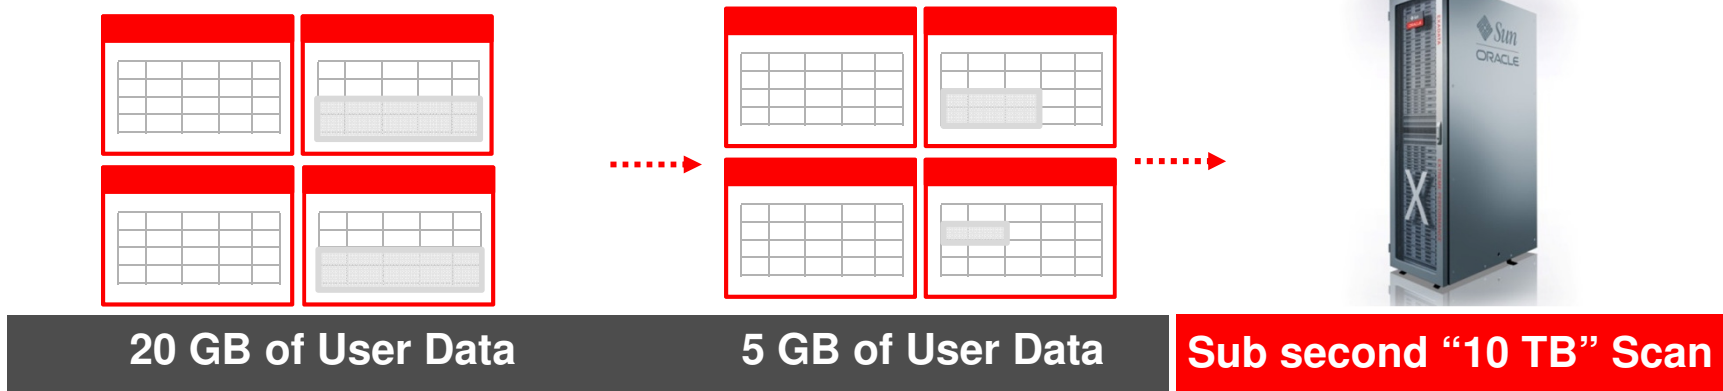 Sun
ORACLE
X
20 GB of User Data
5 GB of User Data
Sub second “10 TB” Scan